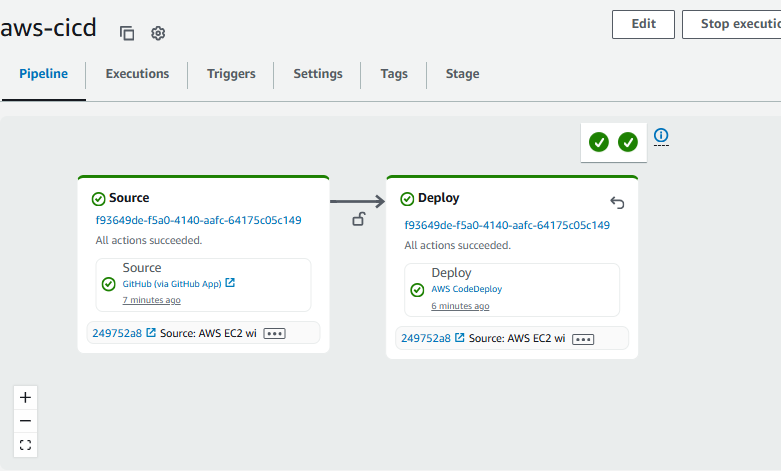 aws-cicd
Edit
Stop
Pipeline
Executions
Triggers
Settings
Tags
Stage
Source
f93649de-f5a0-4140-aafc-64175c05c149
All actions succeeded.
Source
GitHub (via GitHub App)
7 minutes ago
249752a8 Source: AWS EC2 wi
Deploy
f93649de-f5a0-4140-aafc-64175c05c149
All actions succeeded.
Deploy
AWS CodeDeploy
6 minutes ago
249752a8 Source: AWS EC2 wi